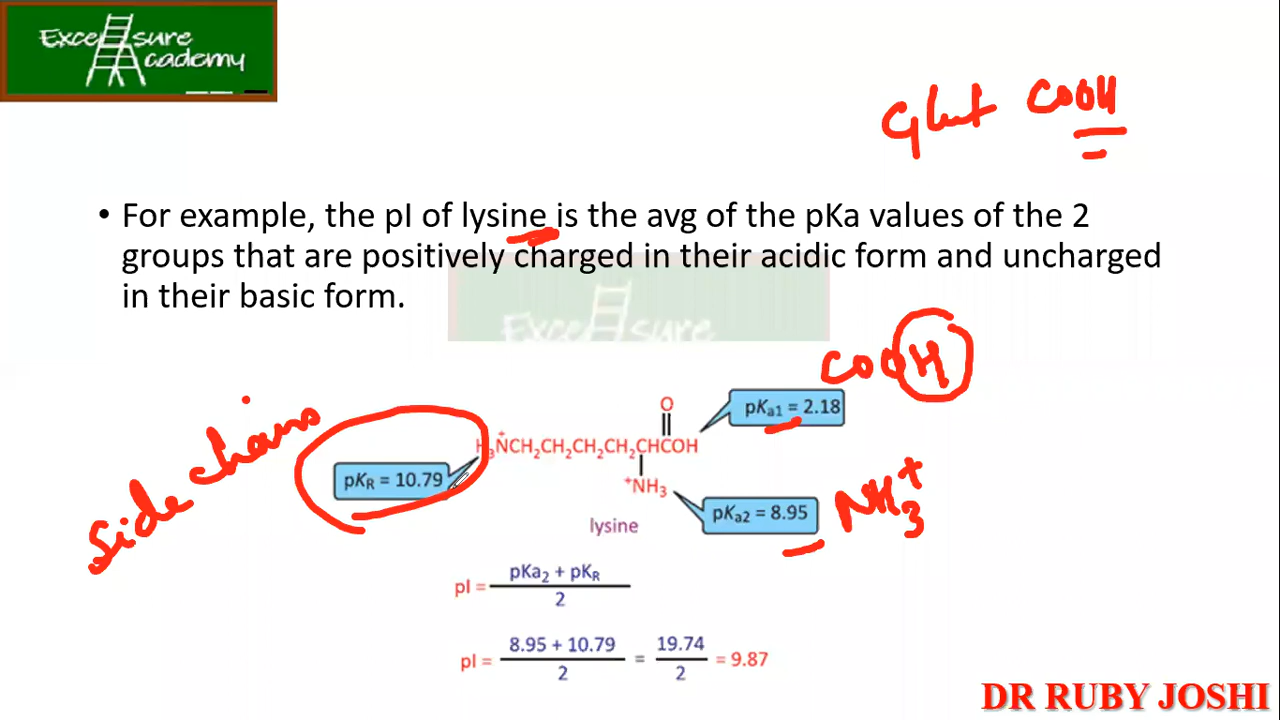 Excel sure
Academy
Glut COOH
• For example, the pI of lysine is the avg of the pKa values of the 2
groups that are positively charged in their acidic form and uncharged
in their basic form.
Excel sure
COOH
Side chains
O
pKa1 = 2.18
H₃N⁺CH₂CH₂CH₂CH₂CHCOH
pKR = 10.79
⁺NH₃
pKa2 = 8.95
NH₃⁺
lysine
pI = pKa₂ + pKR / 2
pI = 8.95 + 10.79 / 2 = 19.74 / 2 = 9.87
DR RUBY JOSHI